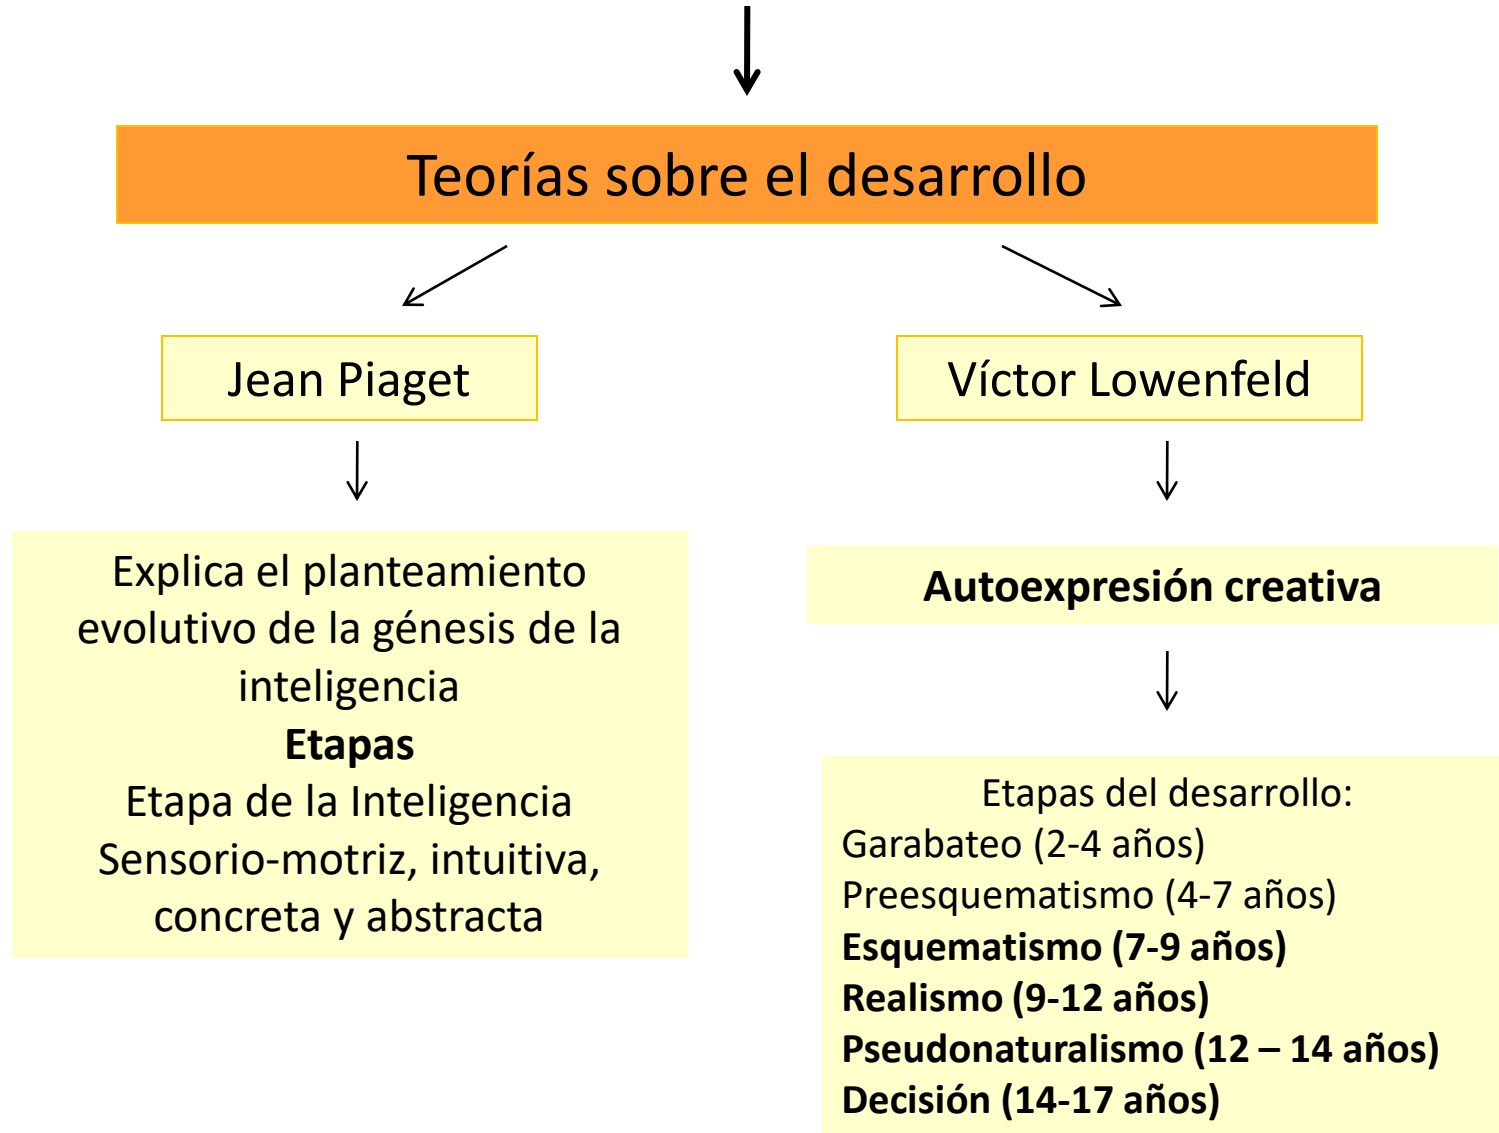 Teorías sobre el desarrollo
Jean Piaget
Víctor Lowenfeld
Explica el planteamiento
evolutivo de la génesis de la
inteligencia
Etapas
Etapa de la Inteligencia
Sensorio-motriz, intuitiva,
concreta y abstracta
Autoexpresión creativa
Etapas del desarrollo:
Garabateo (2-4 años)
Preesquematismo (4-7 años)
Esquematismo (7-9 años)
Realismo (9-12 años)
Pseudonaturalismo (12 – 14 años)
Decisión (14-17 años)